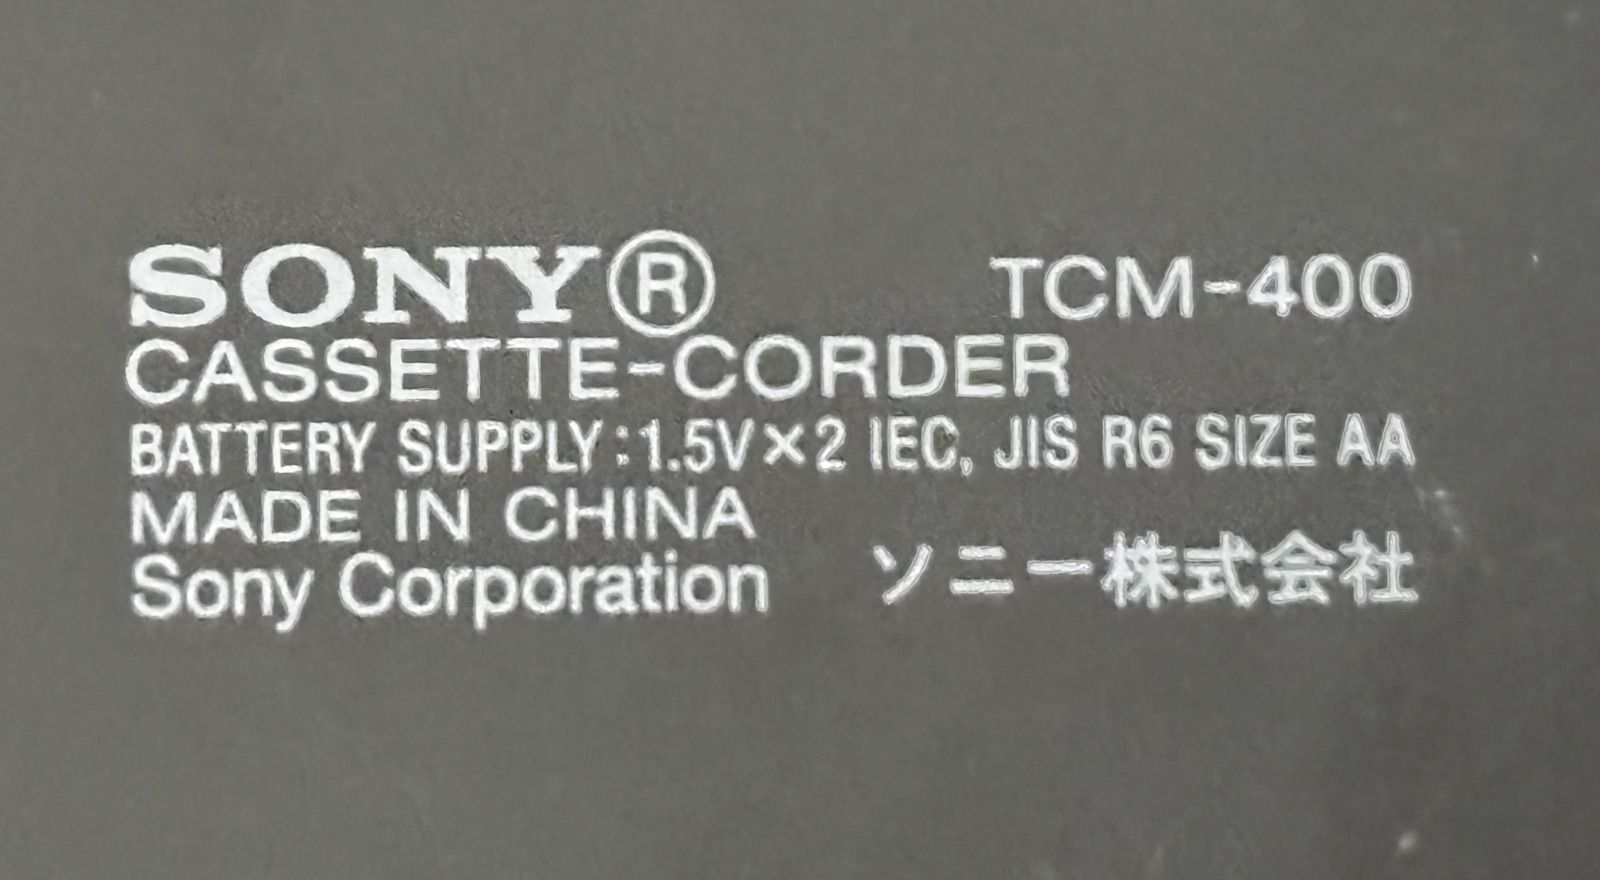 SONY® TCM-400
CASSETTE-CORDER
BATTERY SUPPLY:1.5V×2 IEC, JIS R6 SIZE AA
MADE IN CHINA
Sony Corporation ソニー株式会社